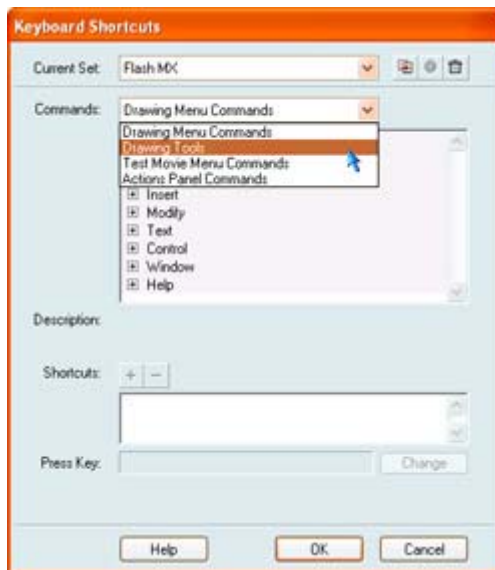 Keyboard Shortcuts
Current Set: Flash MX
Commands: Drawing Menu Commands
Drawing Menu Commands
Drawing Tools
Test Movie Menu Commands
Actions Panel Commands
Insert
Modify
Text
Control
Window
Help
Description:
Shortcuts:
Press Key: Change
Help OK Cancel